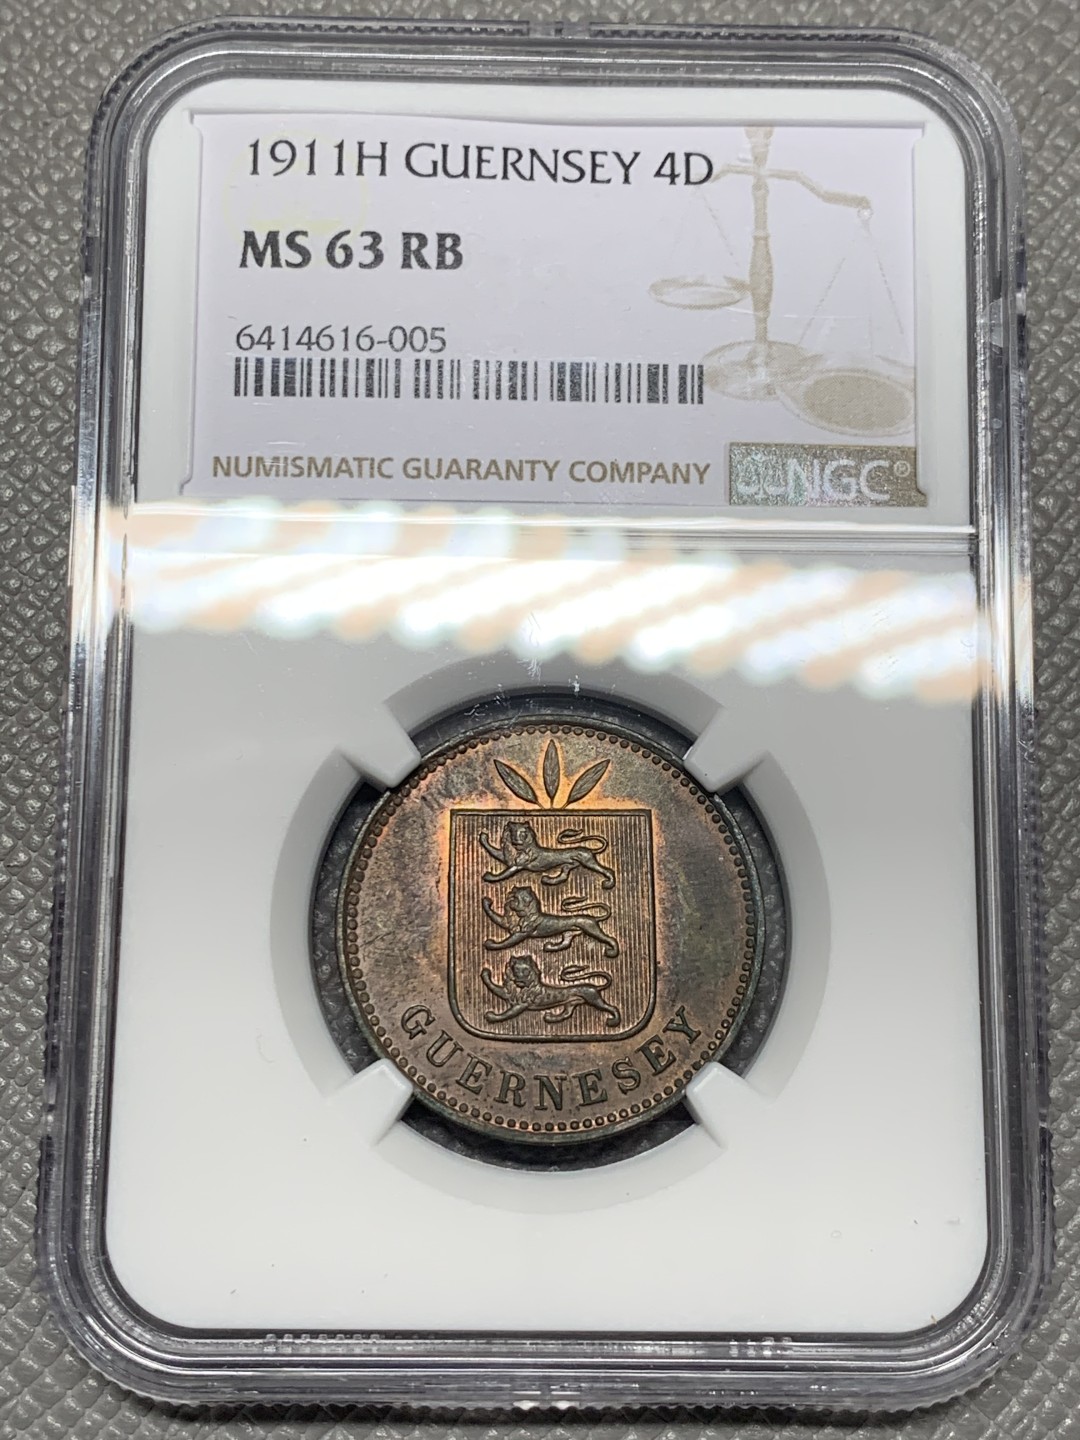 1911H GUERNSEY 4D
MS 63 RB
6414616-005
NUMISMATIC GUARANTY COMPANY
NGC®
GUERNESEY